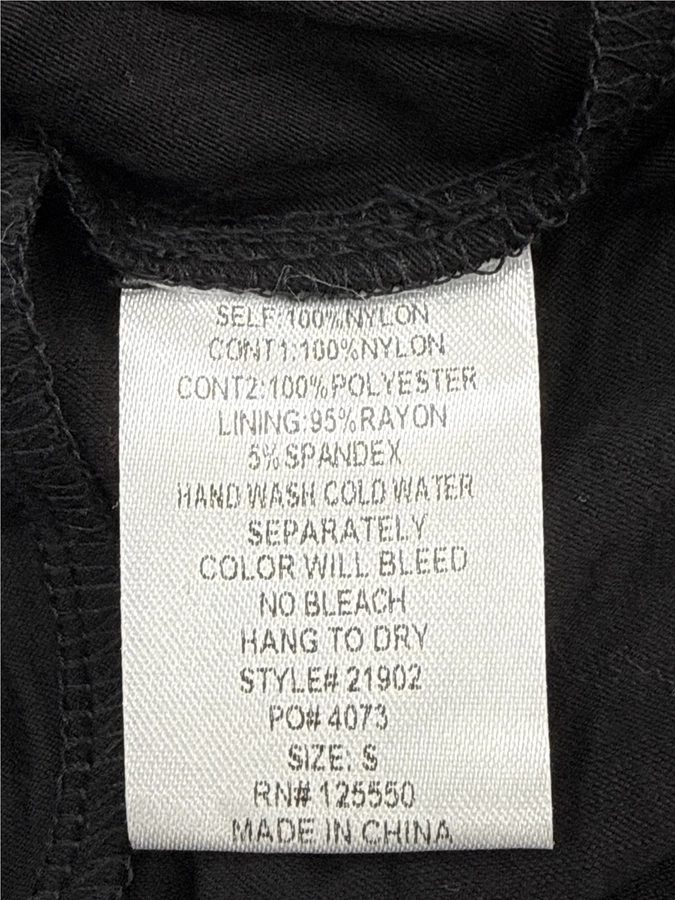 SELF:100%NYLON
CONT1:100%NYLON
CONT2:100%POLYESTER
LINING:95%RAYON
5%SPANDEX
HAND WASH COLD WATER
SEPARATELY
COLOR WILL BLEED
NO BLEACH
HANG TO DRY
STYLE# 21902
PO# 4073
SIZE: S
RN# 125550
MADE IN CHINA